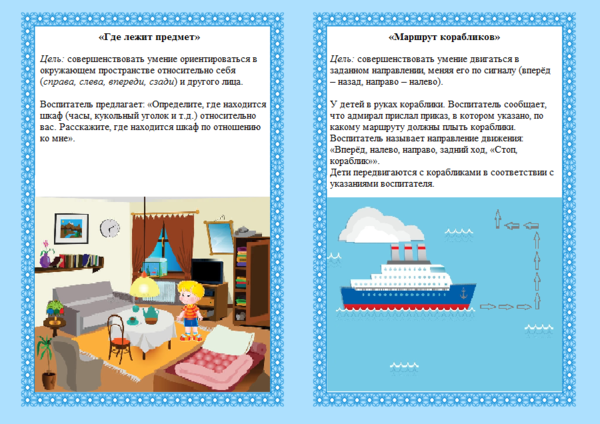 «Где лежит предмет»
Цель: совершенствовать умение ориентироваться в
окружающем пространстве относительно себя
(справа, слева, впереди, сзади) и другого лица.
Воспитатель предлагает: «Определите, где находится
шкаф (часы, кукольный уголок и т.д.) относительно
вас. Расскажите, где находится шкаф по отношению
ко мне».
«Маршрут корабликов»
Цель: совершенствовать умение двигаться в
заданном направлении, меняя его по сигналу (вперёд
– назад, направо – налево).
У детей в руках кораблики. Воспитатель сообщает,
что адмирал прислал приказ, в котором указано, по
какому маршруту должны плыть кораблики.
Воспитатель называет направление движения:
«Вперёд, налево, направо, задний ход, «Стоп,
кораблик»».
Дети передвигаются с корабликами в соответствии с
указаниями воспитателя.